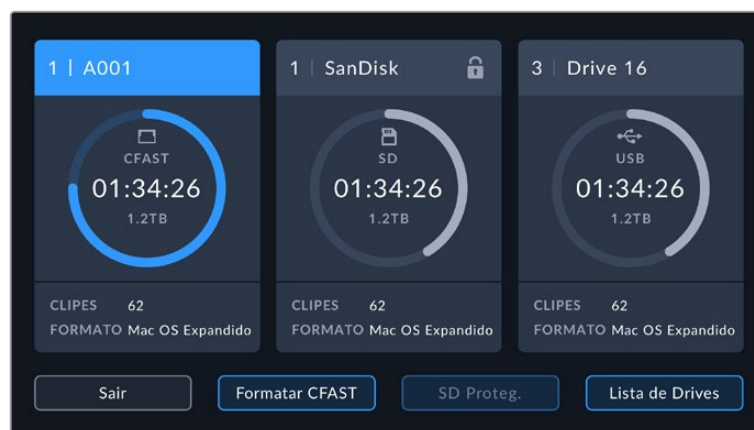 1 | A001
CFAST
01:34:26
1.2TB
CLIPES 62
FORMATO Mac OS Expandido
1 | SanDisk
SD
01:34:26
1.2TB
CLIPES 62
FORMATO Mac OS Expandido
3 | Drive 16
USB
01:34:26
1.2TB
CLIPES 62
FORMATO Mac OS Expandido
Sair
Formatar CFAST
SD Proteg.
Lista de Drives